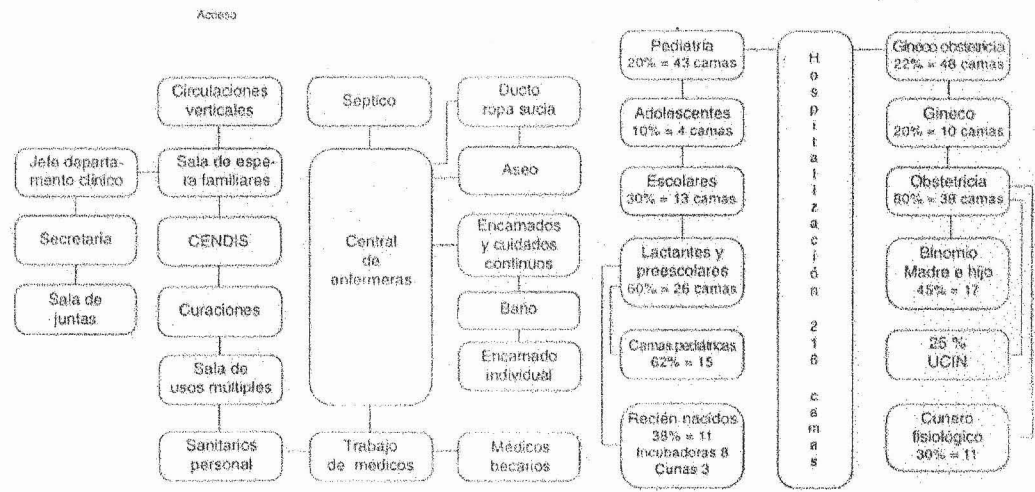 Acceso
Circulaciones
verticales
Jefe departa-
mento clínico
Sala de espe-
ra familiares
Secretaria
CENDIS
Sala de
juntas
Curaciones
Sala de
usos múltiples
Sanitarios
personal
Septico
Central
de
enfermeras
Trabajo
de médicos
Ducto
ropa sucia
Aseo
Encamados
y cuidados
continuos
Baño
Encamado
individual
Médicos
becarios
Pediatría
20% = 43 camas
Adolescentes
10% = 4 camas
Escolares
30% = 13 camas
Lactantes y
preescolares
60% = 26 camas
Camas pediátricas
62% = 15
Recién nacidos
38% = 11
Incubadoras 8
Cunas 3
Hospitalización 216 camas
Gineco obstetricia
22% = 48 camas
Gineco
20% = 10 camas
Obstetricia
80% = 38 camas
Binomio
Madre e hijo
45% = 17
25 %
UCIN
Cunero
fisiológico
30% = 11